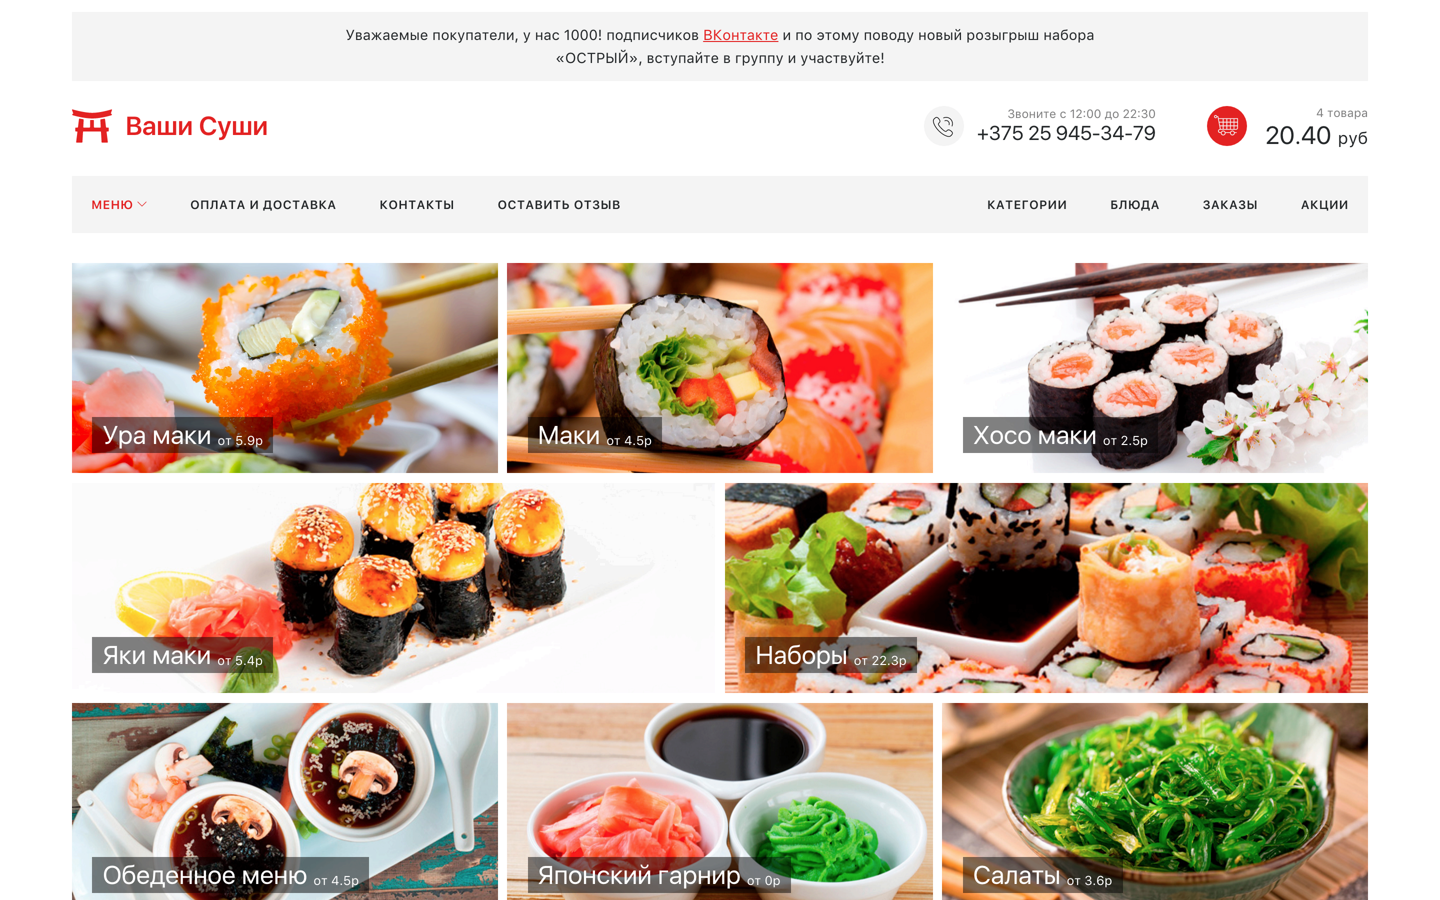 Уважаемые покупатели, у нас 1000! подписчиков ВКонтакте и по этому поводу новый розыгрыш набора
«ОСТРЫЙ», вступайте в группу и участвуйте!
Ваши Суши
Звоните с 12:00 до 22:30
+375 25 945-34-79
4 товара
20.40 руб
МЕНЮ
ОПЛАТА И ДОСТАВКА
КОНТАКТЫ
ОСТАВИТЬ ОТЗЫВ
КАТЕГОРИИ
БЛЮДА
ЗАКАЗЫ
АКЦИИ
Ура маки от 5.9р
Маки от 4.5р
Хосо маки от 2.5р
Яки маки от 5.4р
Наборы от 22.3р
Обеденное меню от 4.5р
Японский гарнир от 0р
Салаты от 3.6р